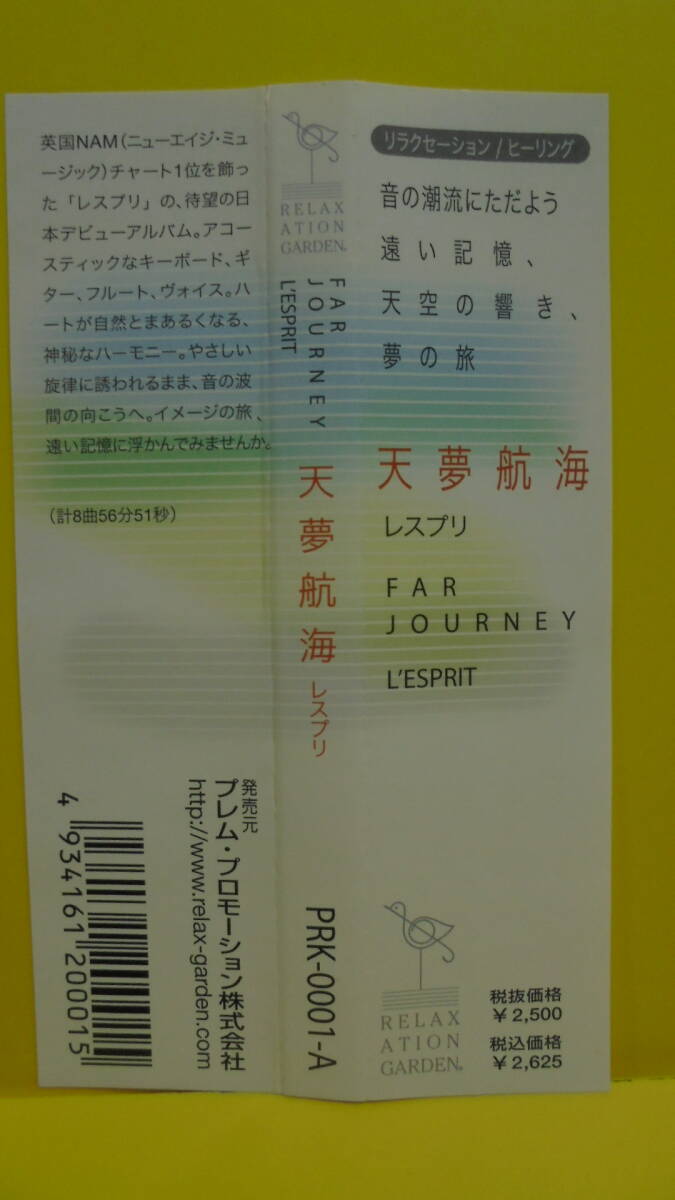 英国NAM(ニューエイジ・ミュ
ージック)チャート1位を飾っ
た「レスプリ」の、待望の日
本デビューアルバム。アコー
スティックなキーボード、ギ
ター、フルート、ヴォイス。ハ
ートが自然とまあるくなる、
神秘なハーモニー。やさしい
旋律に誘われるまま、音の波
間の向こうへ。イメージの旅、
遠い記憶に浮かんでみませんか。
(計8曲56分51秒)
発売元
プレム・プロモーション株式会社
http://www.relax-garden.com
4 934161 200015
RELAX
ATION
GARDEN®
FAR
JOURNEY
L'ESPRIT
天夢航海 レスプリ
PRK-0001-A
リラクセーション/ヒーリング
音の潮流にただよう
遠い記憶、
天空の響き、
夢の旅
天夢航海
レスプリ
FAR
JOURNEY
L'ESPRIT
RELAX
ATION
GARDEN®
税抜価格
¥2,500
税込価格
¥2,625